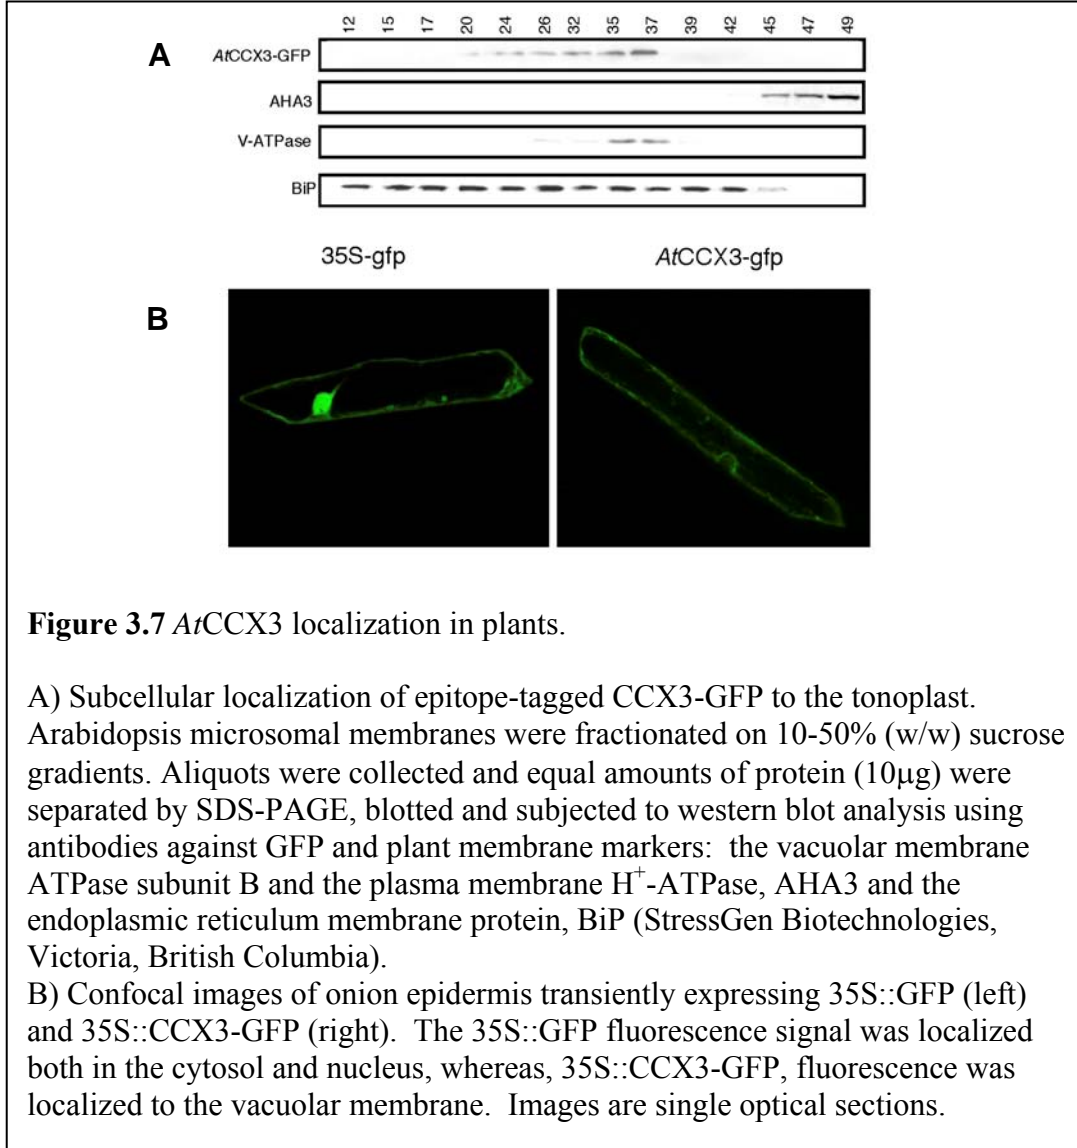 12 15 17 20 24 26 32 35 37 39 42 45 47 49
A
AtCCX3-GFP
AHA3
V-ATPase
BiP
35S-gfp AtCCX3-gfp
B
Figure 3.7 AtCCX3 localization in plants.
A) Subcellular localization of epitope-tagged CCX3-GFP to the tonoplast.
Arabidopsis microsomal membranes were fractionated on 10-50% (w/w) sucrose
gradients. Aliquots were collected and equal amounts of protein (10μg) were
separated by SDS-PAGE, blotted and subjected to western blot analysis using
antibodies against GFP and plant membrane markers: the vacuolar membrane
ATPase subunit B and the plasma membrane H⁺-ATPase, AHA3 and the
endoplasmic reticulum membrane protein, BiP (StressGen Biotechnologies,
Victoria, British Columbia).
B) Confocal images of onion epidermis transiently expressing 35S::GFP (left)
and 35S::CCX3-GFP (right). The 35S::GFP fluorescence signal was localized
both in the cytosol and nucleus, whereas, 35S::CCX3-GFP, fluorescence was
localized to the vacuolar membrane. Images are single optical sections.